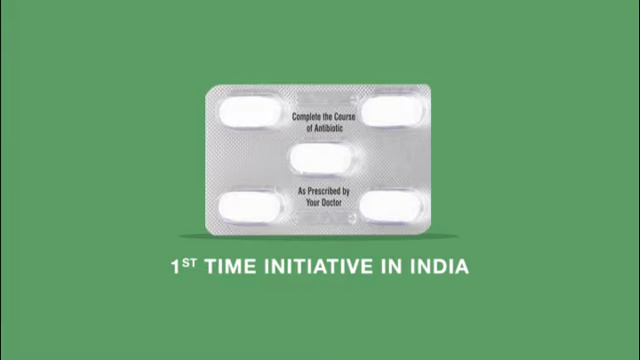 Complete the Course
of Antibiotic
As Prescribed by
Your Doctor
1ST TIME INITIATIVE IN INDIA